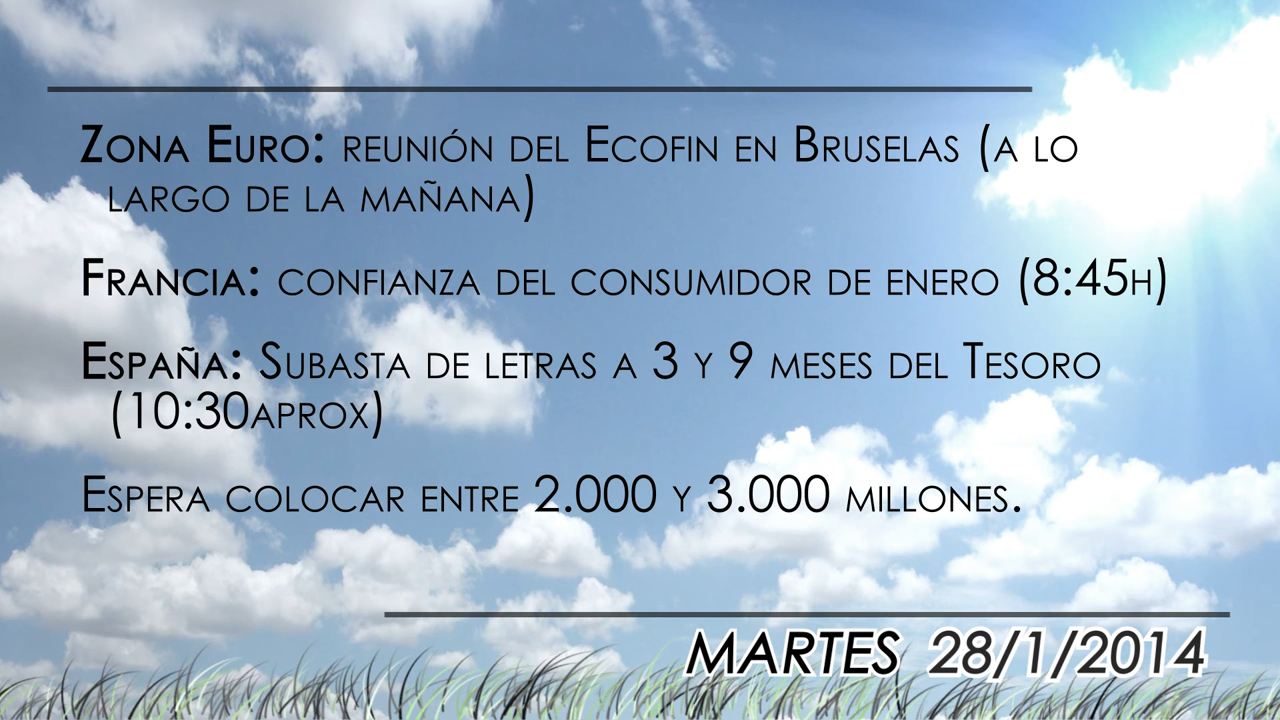 Zona Euro: reunión del Ecofin en Bruselas (a lo
largo de la mañana)
Francia: confianza del consumidor de enero (8:45h)
España: Subasta de letras a 3 y 9 meses del Tesoro
(10:30aprox)
Espera colocar entre 2.000 y 3.000 millones.
MARTES 28/1/2014